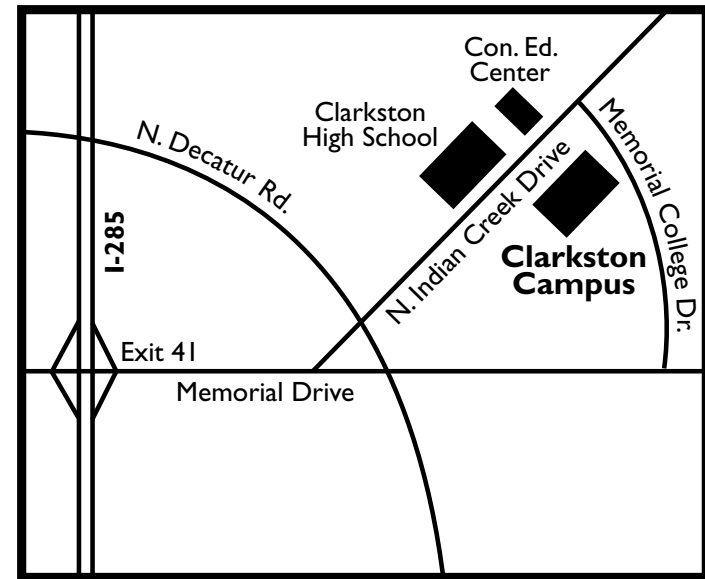 Con. Ed.
Center
Clarkston
High School
Memorial College Dr.
N. Decatur Rd.
N. Indian Creek Drive
I-285
Clarkston
Campus
Exit 41
Memorial Drive